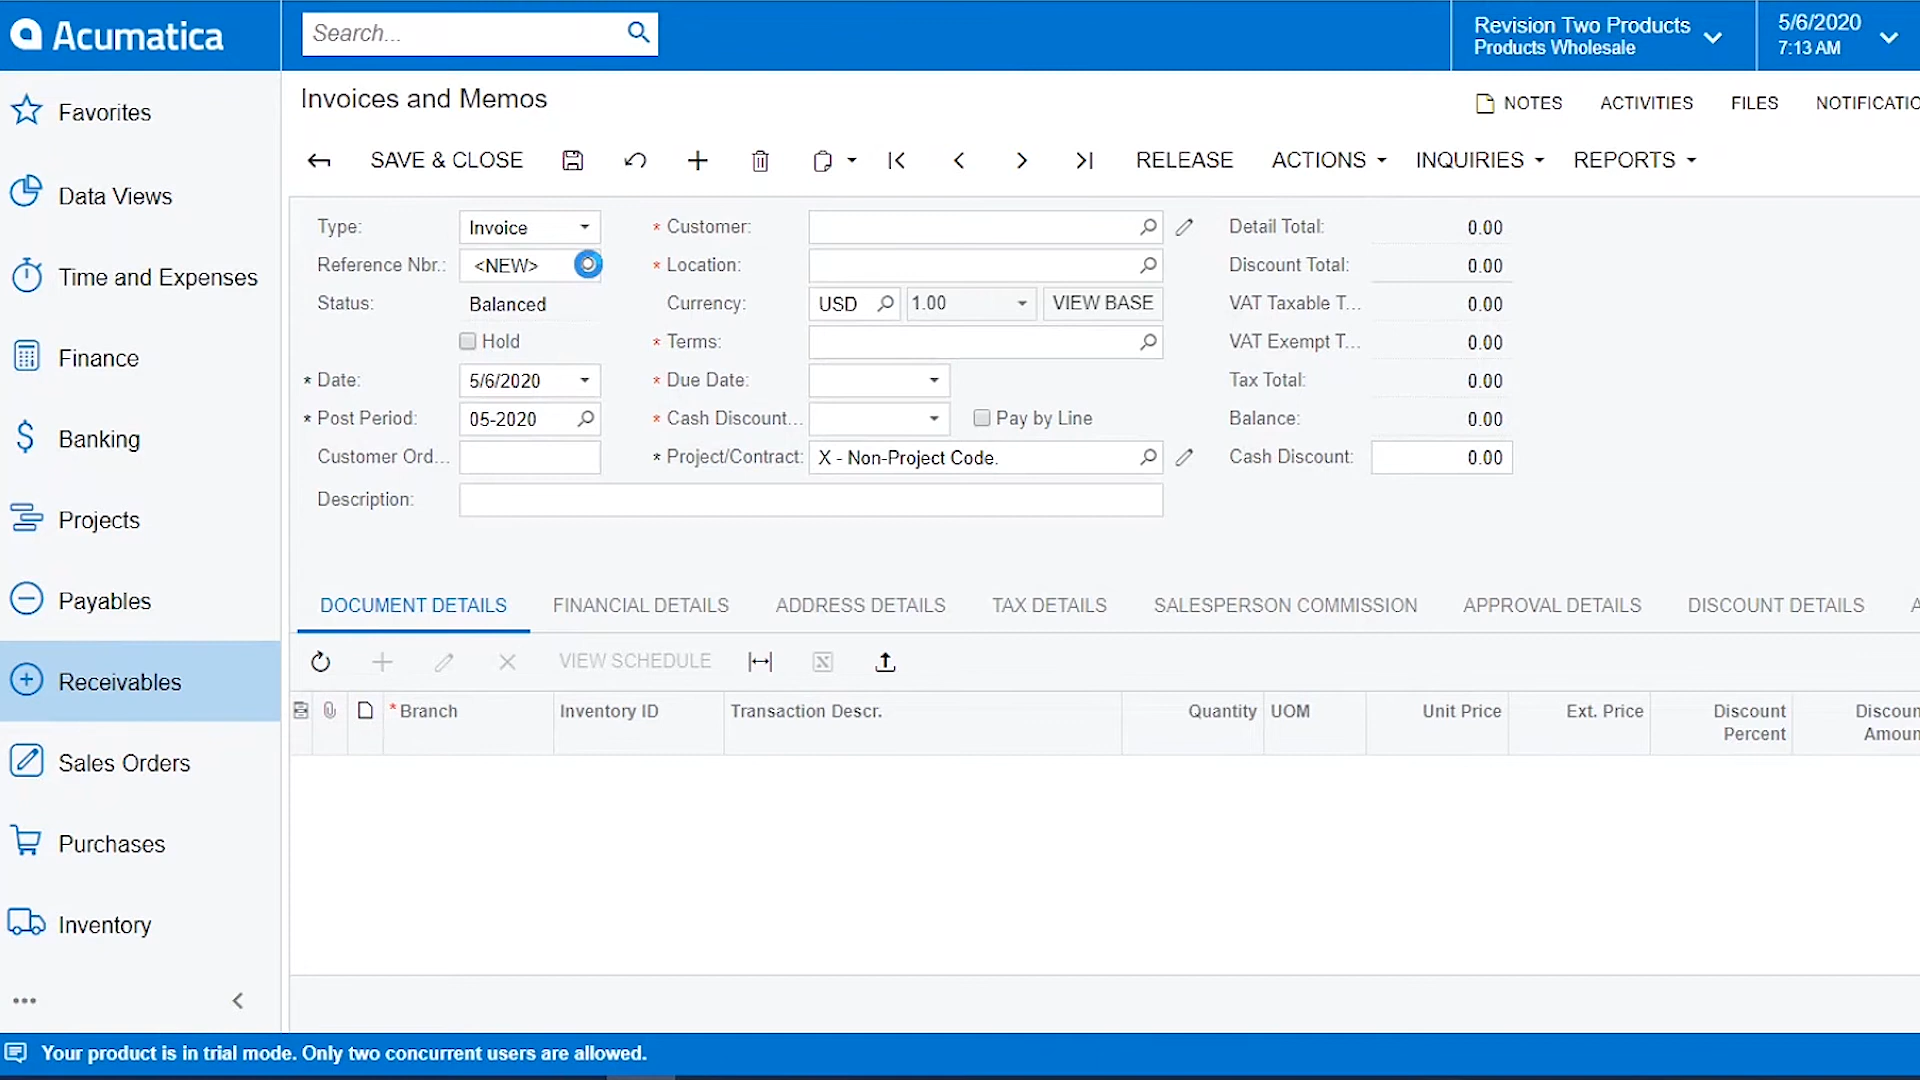 Acumatica
Search...
Revision Two Products
Products Wholesale
5/6/2020
7:13 AM
Favorites
Data Views
Time and Expenses
Finance
Banking
Projects
Payables
Receivables
Sales Orders
Purchases
Inventory
Invoices and Memos
NOTES ACTIVITIES FILES NOTIFICATIO
SAVE & CLOSE RELEASE ACTIONS INQUIRIES REPORTS
Type: Invoice * Customer: Detail Total: 0.00
Reference Nbr.: <NEW> * Location: Discount Total: 0.00
Status: Balanced Currency: USD 1.00 VIEW BASE VAT Taxable T... 0.00
Hold * Terms: VAT Exempt T... 0.00
* Date: 5/6/2020 * Due Date: Tax Total: 0.00
* Post Period: 05-2020 * Cash Discount... Pay by Line Balance: 0.00
Customer Ord... * Project/Contract: X - Non-Project Code. Cash Discount: 0.00
Description:
DOCUMENT DETAILS FINANCIAL DETAILS ADDRESS DETAILS TAX DETAILS SALESPERSON COMMISSION APPROVAL DETAILS DISCOUNT DETAILS A
VIEW SCHEDULE
* Branch Inventory ID Transaction Descr. Quantity UOM Unit Price Ext. Price Discount Discoun
Percent Amoun
Your product is in trial mode. Only two concurrent users are allowed.